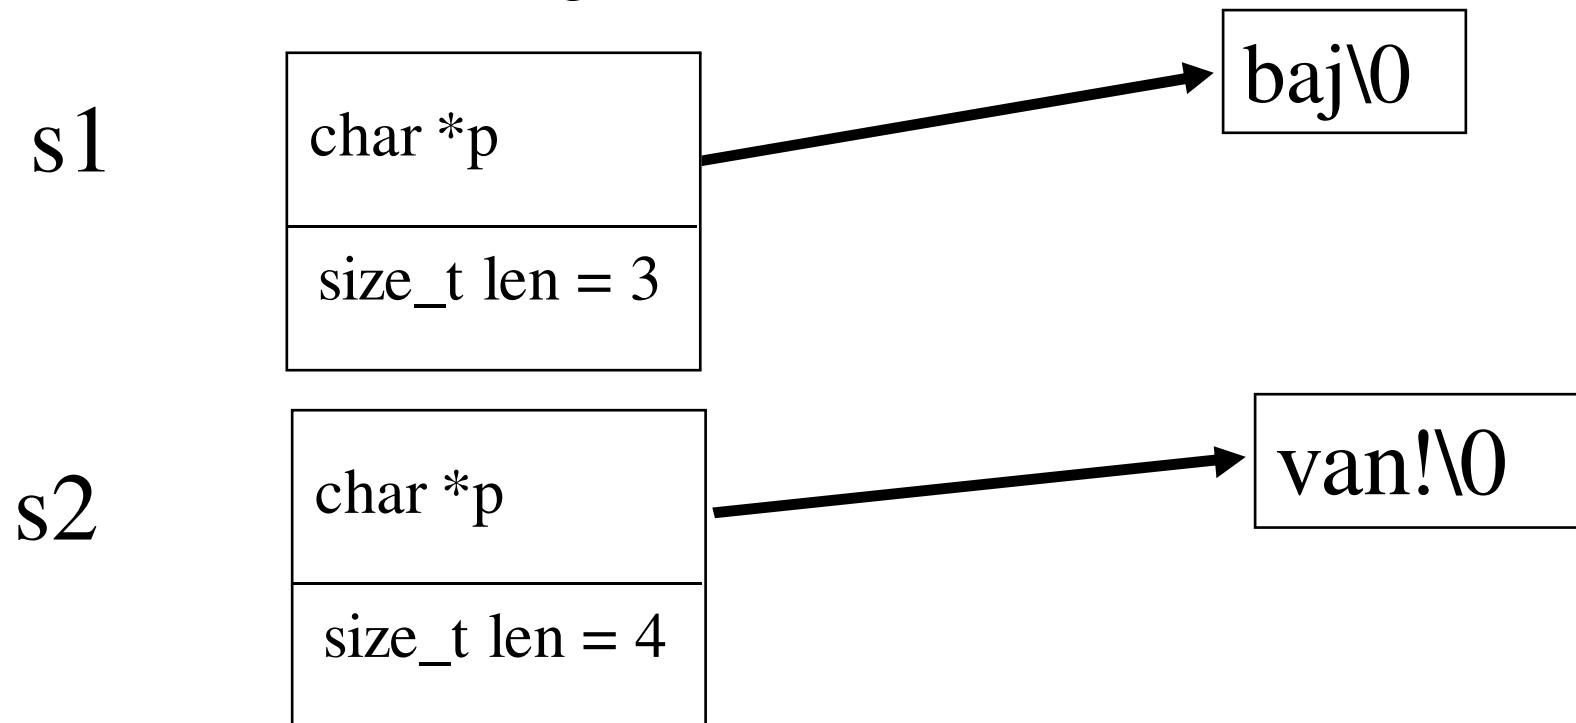 s1
char *p
size_t len = 3
baj\0
s2
char *p
size_t len = 4
van!\0